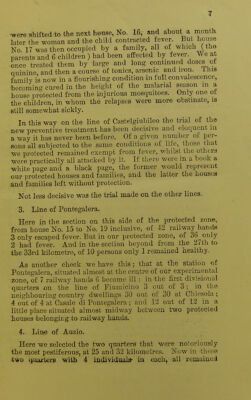 7
were shifted to the next house, No. 16, and about a month
later the woman and the child contracted fever. But house
No. 17 was then occupied by a family, all of which (the
parents and 6 children) had been affected by fever. We at
once treated them by large and long continued doses of
quinine, and then a course of tonics, arsenic and iron. This
family is now in a flourishing condition in full convalescence,
becoming cured in the height of the malarial season in a
house protected from the injurious mosquitoes. Only one of
the children, in whom the relapses were more obstinate, is
still somewhat sickly.
In this way on the line of Castelgiubileo the trial of the
new preventive treatment has been decisive and eloquent in
a way it has never been before. Of a given number of per-
sons all subjected to the same conditions of life, those that
we protected remained exempt from fever, whilst the others
were practically all attacked by it. If there were in a book a
white page and a black page, the former would represent
our protected houses and families, and the latter the houses
and families left without protection.
Not less decisive was the trial made on the other lines.
3. Line of Pontegalera.
Here in the section on this side of the protected zone,
from house No. 15 to No. 19 inclusive, of 42 railway hands
3 only escaped fever. But in our protected zone, of 36 only
2 had fever. And in the section beyond from the 27th to
the 33rd kilometre, of 10 persons only 1 remained healthy.
As another check we have this; that at the station of
Pontegalera, situated almost at the centre of our experimental
zone, of 7 railway hands 6 became ill: in the first divisional
quarters on the line of Fiumicino 3 out of 3; in the
neighbouring country dwellings 30 out of 30 at Chiesola;
4 out of 4 at Casale di Pontegalera; and 12 out of 12 in a
little place situated almost midway between two protected
houses belonging to railway hands.
4. Line of Anzio.
Here we selected the two quarters that were notoriously
the most pestiferous, at 25 and 32 kilometres. Now in these
two quarters with 4 individuals in each, all remained